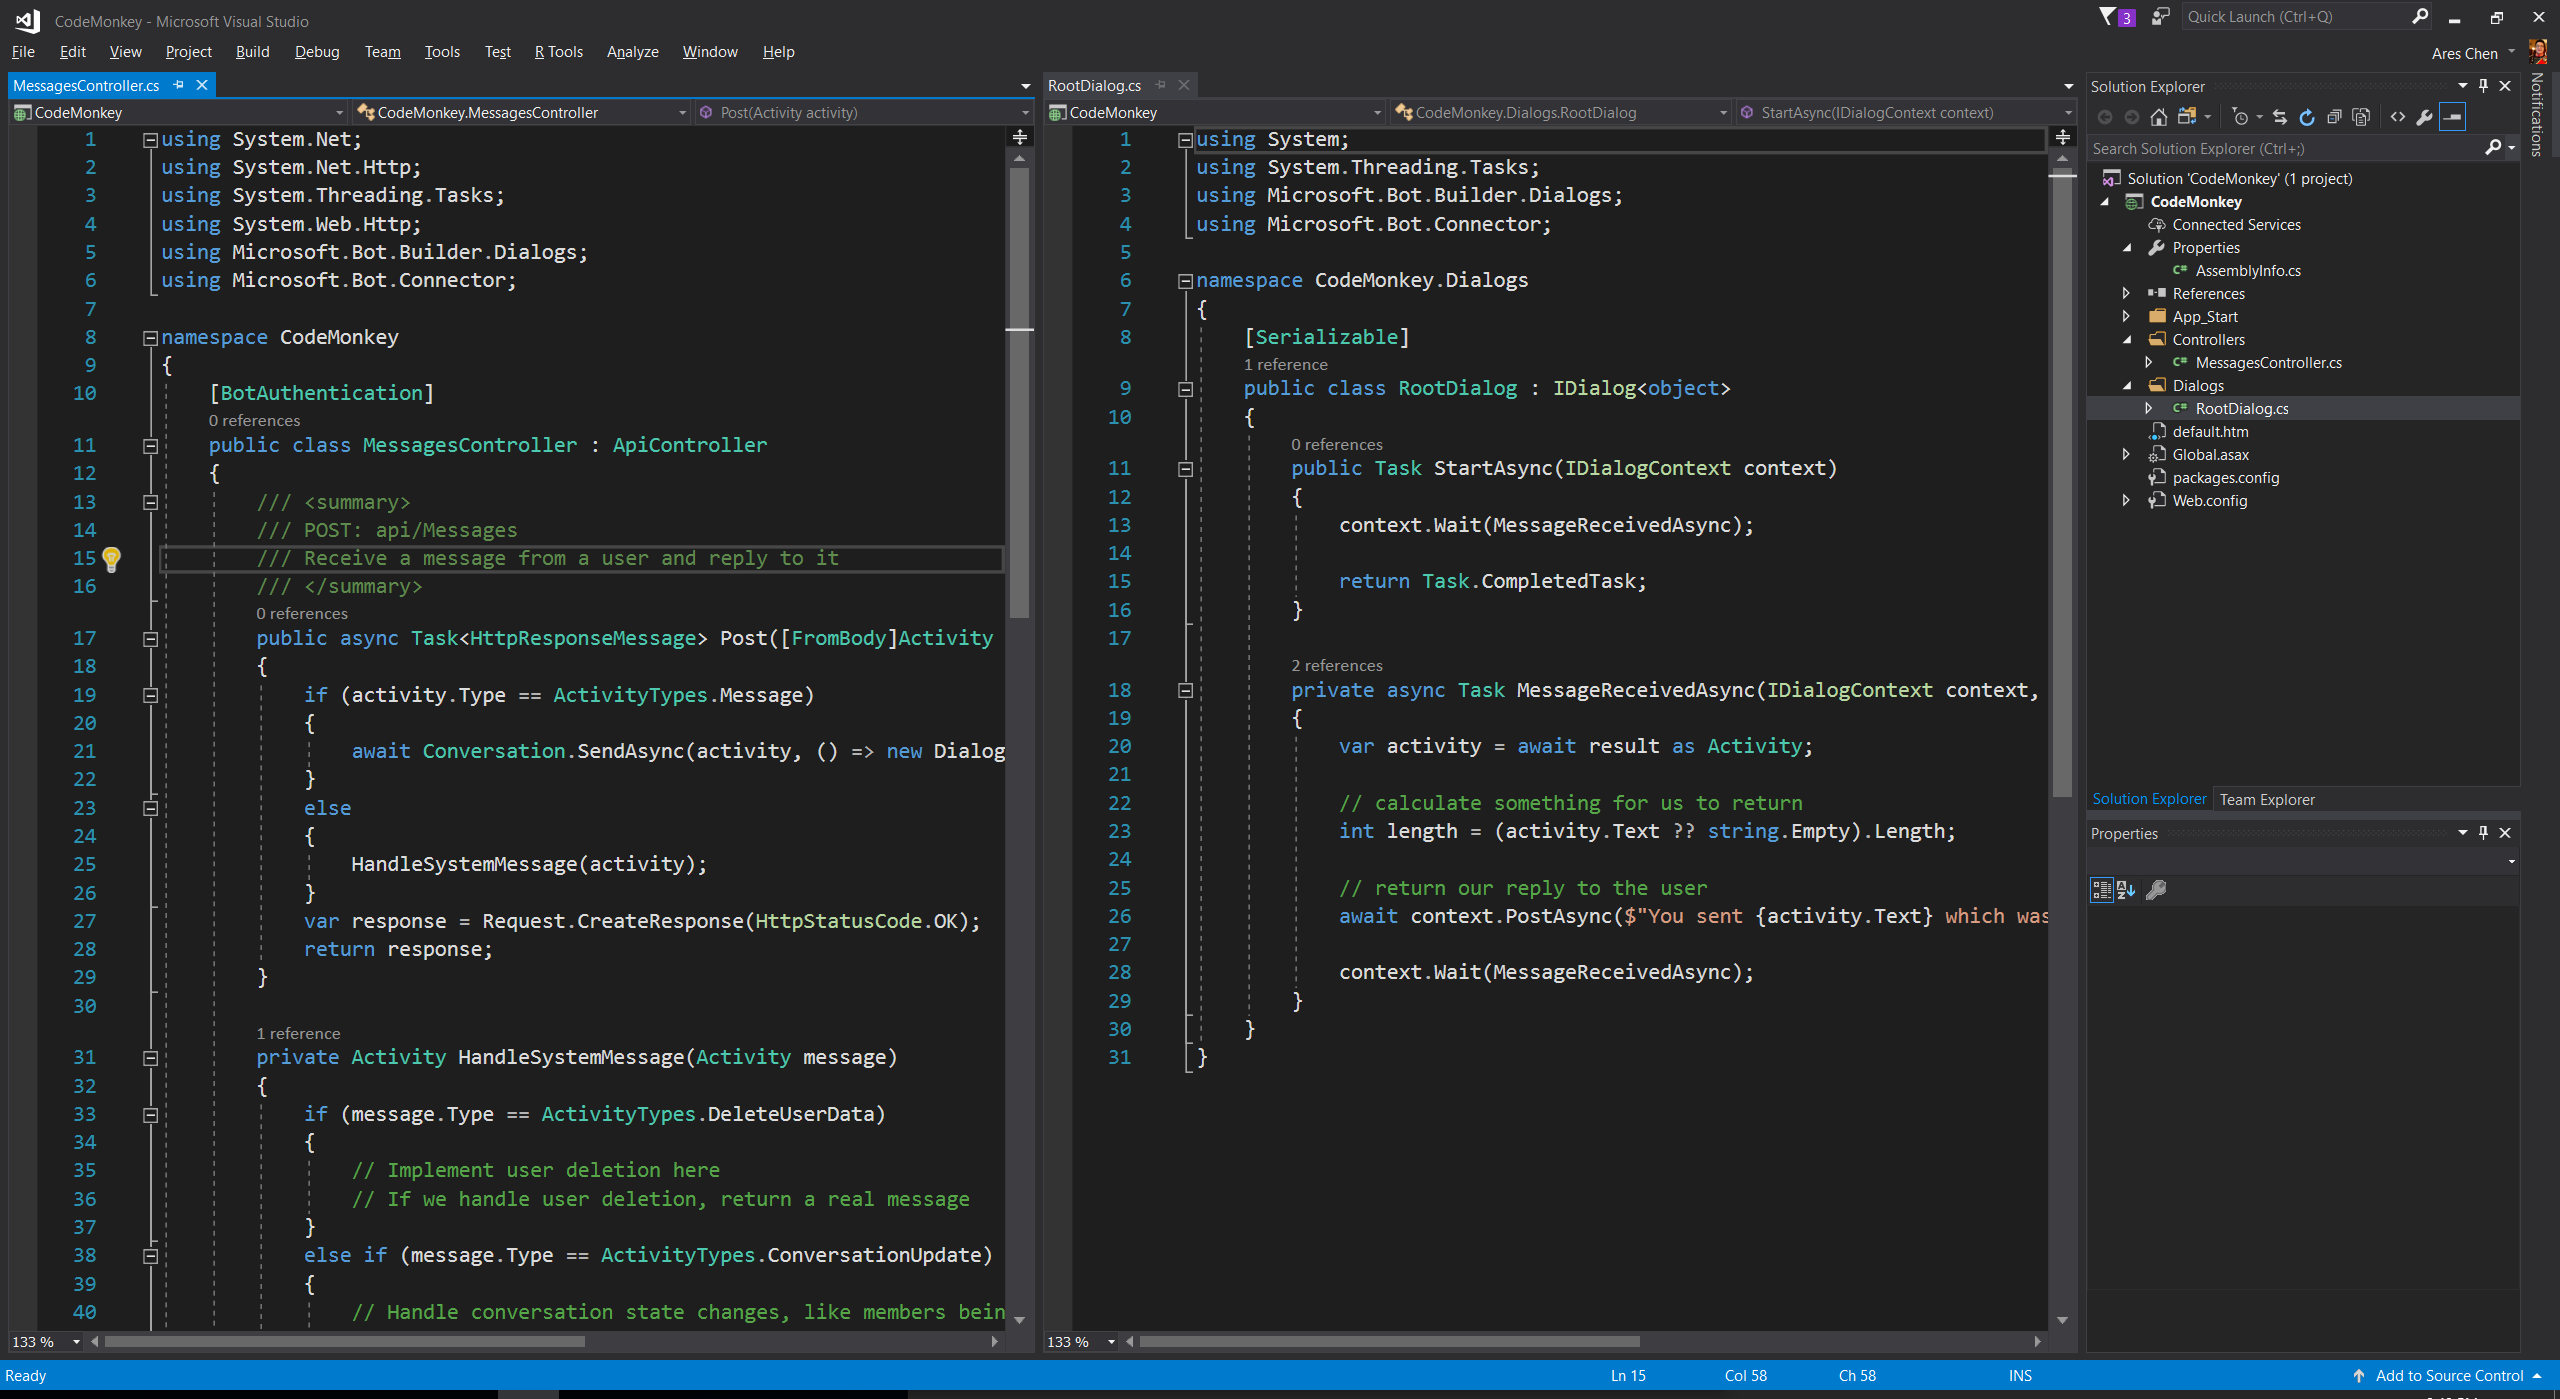 CodeMonkey - Microsoft Visual Studio
3
Quick Launch (Ctrl+Q)
File Edit View Project Build Debug Team Tools Test R Tools Analyze Window Help
Ares Chen
MessagesController.cs
CodeMonkey CodeMonkey.MessagesController Post(Activity activity)
1 using System.Net;
2 using System.Net.Http;
3 using System.Threading.Tasks;
4 using System.Web.Http;
5 using Microsoft.Bot.Builder.Dialogs;
6 using Microsoft.Bot.Connector;
7
8 namespace CodeMonkey
9 {
10 [BotAuthentication]
0 references
11 public class MessagesController : ApiController
12 {
13 /// <summary>
14 /// POST: api/Messages
15 /// Receive a message from a user and reply to it
16 /// </summary>
0 references
17 public async Task<HttpResponseMessage> Post([FromBody]Activity
18 {
19 if (activity.Type == ActivityTypes.Message)
20 {
21 await Conversation.SendAsync(activity, () => new Dialog
22 }
23 else
24 {
25 HandleSystemMessage(activity);
26 }
27 var response = Request.CreateResponse(HttpStatusCode.OK);
28 return response;
29 }
30
1 reference
31 private Activity HandleSystemMessage(Activity message)
32 {
33 if (message.Type == ActivityTypes.DeleteUserData)
34 {
35 // Implement user deletion here
36 // If we handle user deletion, return a real message
37 }
38 else if (message.Type == ActivityTypes.ConversationUpdate)
39 {
40 // Handle conversation state changes, like members bein
133 %
RootDialog.cs
CodeMonkey CodeMonkey.Dialogs.RootDialog StartAsync(IDialogContext context)
1 using System;
2 using System.Threading.Tasks;
3 using Microsoft.Bot.Builder.Dialogs;
4 using Microsoft.Bot.Connector;
5
6 namespace CodeMonkey.Dialogs
7 {
8 [Serializable]
1 reference
9 public class RootDialog : IDialog<object>
10 {
0 references
11 public Task StartAsync(IDialogContext context)
12 {
13 context.Wait(MessageReceivedAsync);
14
15 return Task.CompletedTask;
16 }
17
2 references
18 private async Task MessageReceivedAsync(IDialogContext context,
19 {
20 var activity = await result as Activity;
21
22 // calculate something for us to return
23 int length = (activity.Text ?? string.Empty).Length;
24
25 // return our reply to the user
26 await context.PostAsync($"You sent {activity.Text} which was
27
28 context.Wait(MessageReceivedAsync);
29 }
30 }
31 }
133 %
Solution Explorer
Search Solution Explorer (Ctrl+;)
Solution 'CodeMonkey' (1 project)
CodeMonkey
Connected Services
Properties
C# AssemblyInfo.cs
References
App_Start
Controllers
C# MessagesController.cs
Dialogs
C# RootDialog.cs
default.htm
Global.asax
packages.config
Web.config
Solution Explorer Team Explorer
Properties
Notifications
Ready Ln 15 Col 58 Ch 58 INS Add to Source Control